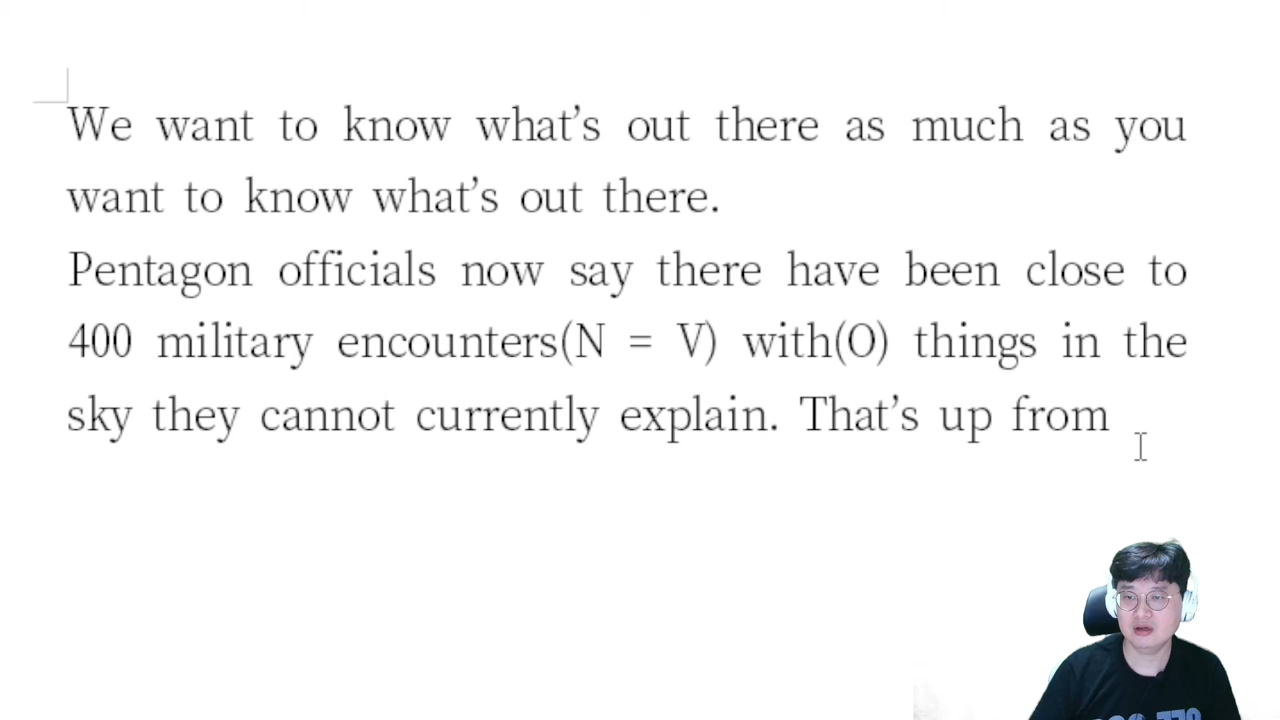 We want to know what’s out there as much as you
want to know what’s out there.
Pentagon officials now say there have been close to
400 military encounters(N = V) with(O) things in the
sky they cannot currently explain. That’s up from